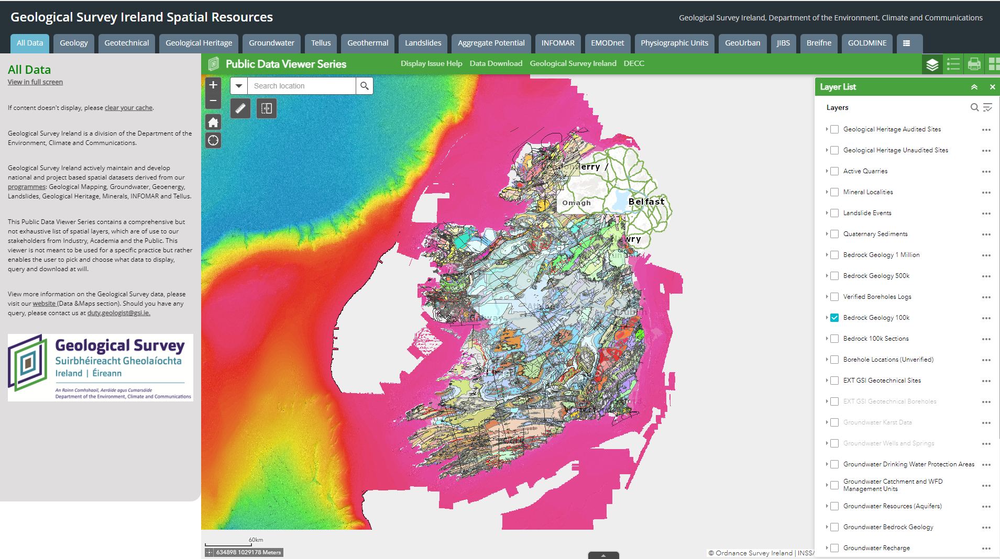 Geological Survey Ireland Spatial Resources
Geological Survey Ireland, Department of the Environment, Climate and Communications
All Data
Geology
Geotechnical
Geological Heritage
Groundwater
Tellus
Geothermal
Landslides
Aggregate Potential
INFOMAR
EMODnet
Physiographic Units
GeoUrban
JIBS
Breifne
GOLDMINE
All Data
View in full screen
If content doesn't display, please clear your cache.
Geological Survey Ireland is a division of the Department of the
Environment, Climate and Communications.
Geological Survey Ireland actively maintain and develop
national and project based spatial datasets derived from our
programmes: Geological Mapping, Groundwater, Geoenergy,
Landslides, Geological Heritage, Minerals, INFOMAR and Tellus.
This Public Data Viewer Series contains a comprehensive but
not exhaustive list of spatial layers, which are of use to our
stakeholders from Industry, Academia and the Public. This
viewer is not meant to be used for a specific practice but rather
enables the user to pick and choose what data to display,
query and download at will.
View more information on the Geological Survey data, please
visit our website (Data &Maps section). Should you have any
query, please contact us at duty.geologist@gsi.ie.
Geological Survey
Suirbhéireacht Gheolaíochta
Ireland | Éireann
An Roinn Comhshaoil, Aeráide agus Cumarsáide
Department of the Environment, Climate and Communications
Public Data Viewer Series
Display Issue Help
Data Download
Geological Survey Ireland
DECC
+
−
Search location
derry /
Omagh
Belfast
wry
Galway
60km
634898 1029178 Meters
© Ordnance Survey Ireland | INSS/
Layer List
Layers
Geological Heritage Audited Sites
Geological Heritage Unaudited Sites
Active Quarries
Mineral Localities
Landslide Events
Quaternary Sediments
Bedrock Geology 1 Million
Bedrock Geology 500k
Verified Boreholes Logs
Bedrock Geology 100k
Bedrock 100k Sections
Borehole Locations (Unverified)
EXT GSI Geotechnical Sites
EXT GSI Geotechnical Boreholes
Groundwater Karst Data
Groundwater Wells and Springs
Groundwater Drinking Water Protection Areas
Groundwater Catchment and WFD
Management Units
Groundwater Resources (Aquifers)
Groundwater Bedrock Geology
Groundwater Recharge